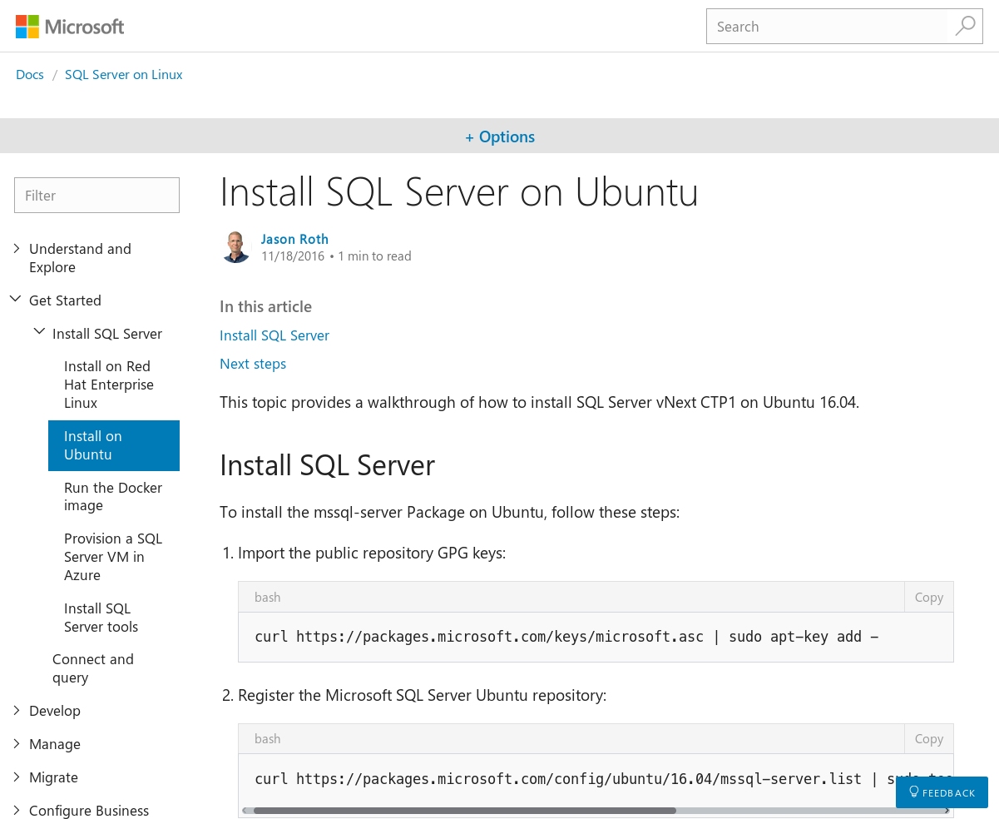 Microsoft
Search
Docs / SQL Server on Linux
+ Options
Filter
Understand and
Explore
Get Started
Install SQL Server
Install on Red
Hat Enterprise
Linux
Install on
Ubuntu
Run the Docker
image
Provision a SQL
Server VM in
Azure
Install SQL
Server tools
Connect and
query
Develop
Manage
Migrate
Configure Business
Install SQL Server on Ubuntu
Jason Roth
11/18/2016 • 1 min to read
In this article
Install SQL Server
Next steps
This topic provides a walkthrough of how to install SQL Server vNext CTP1 on Ubuntu 16.04.
Install SQL Server
To install the mssql-server Package on Ubuntu, follow these steps:
1. Import the public repository GPG keys:
bash Copy
curl https://packages.microsoft.com/keys/microsoft.asc | sudo apt-key add -
2. Register the Microsoft SQL Server Ubuntu repository:
bash Copy
curl https://packages.microsoft.com/config/ubuntu/16.04/mssql-server.list |
FEEDBACK